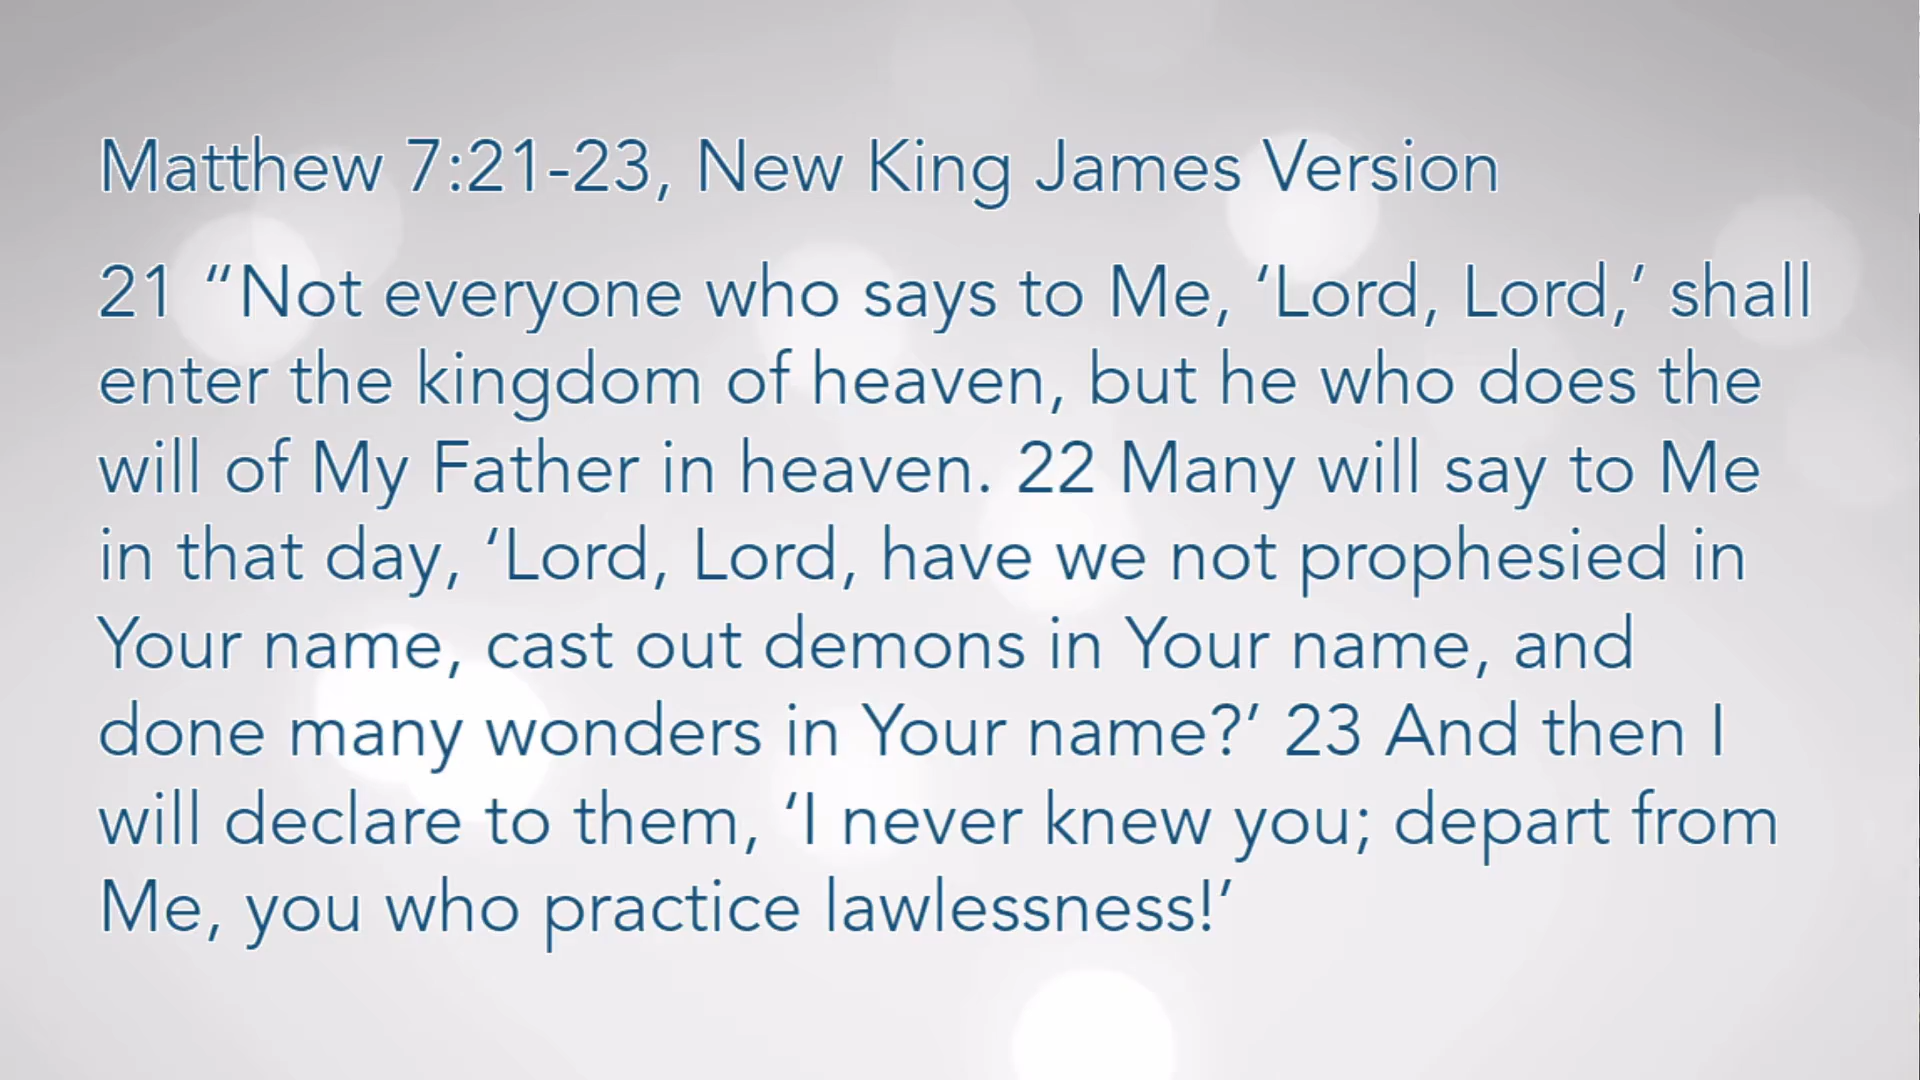 Matthew 7:21-23, New King James Version
21 “Not everyone who says to Me, ‘Lord, Lord,’ shall
enter the kingdom of heaven, but he who does the
will of My Father in heaven. 22 Many will say to Me
in that day, ‘Lord, Lord, have we not prophesied in
Your name, cast out demons in Your name, and
done many wonders in Your name?’ 23 And then I
will declare to them, ‘I never knew you; depart from
Me, you who practice lawlessness!’